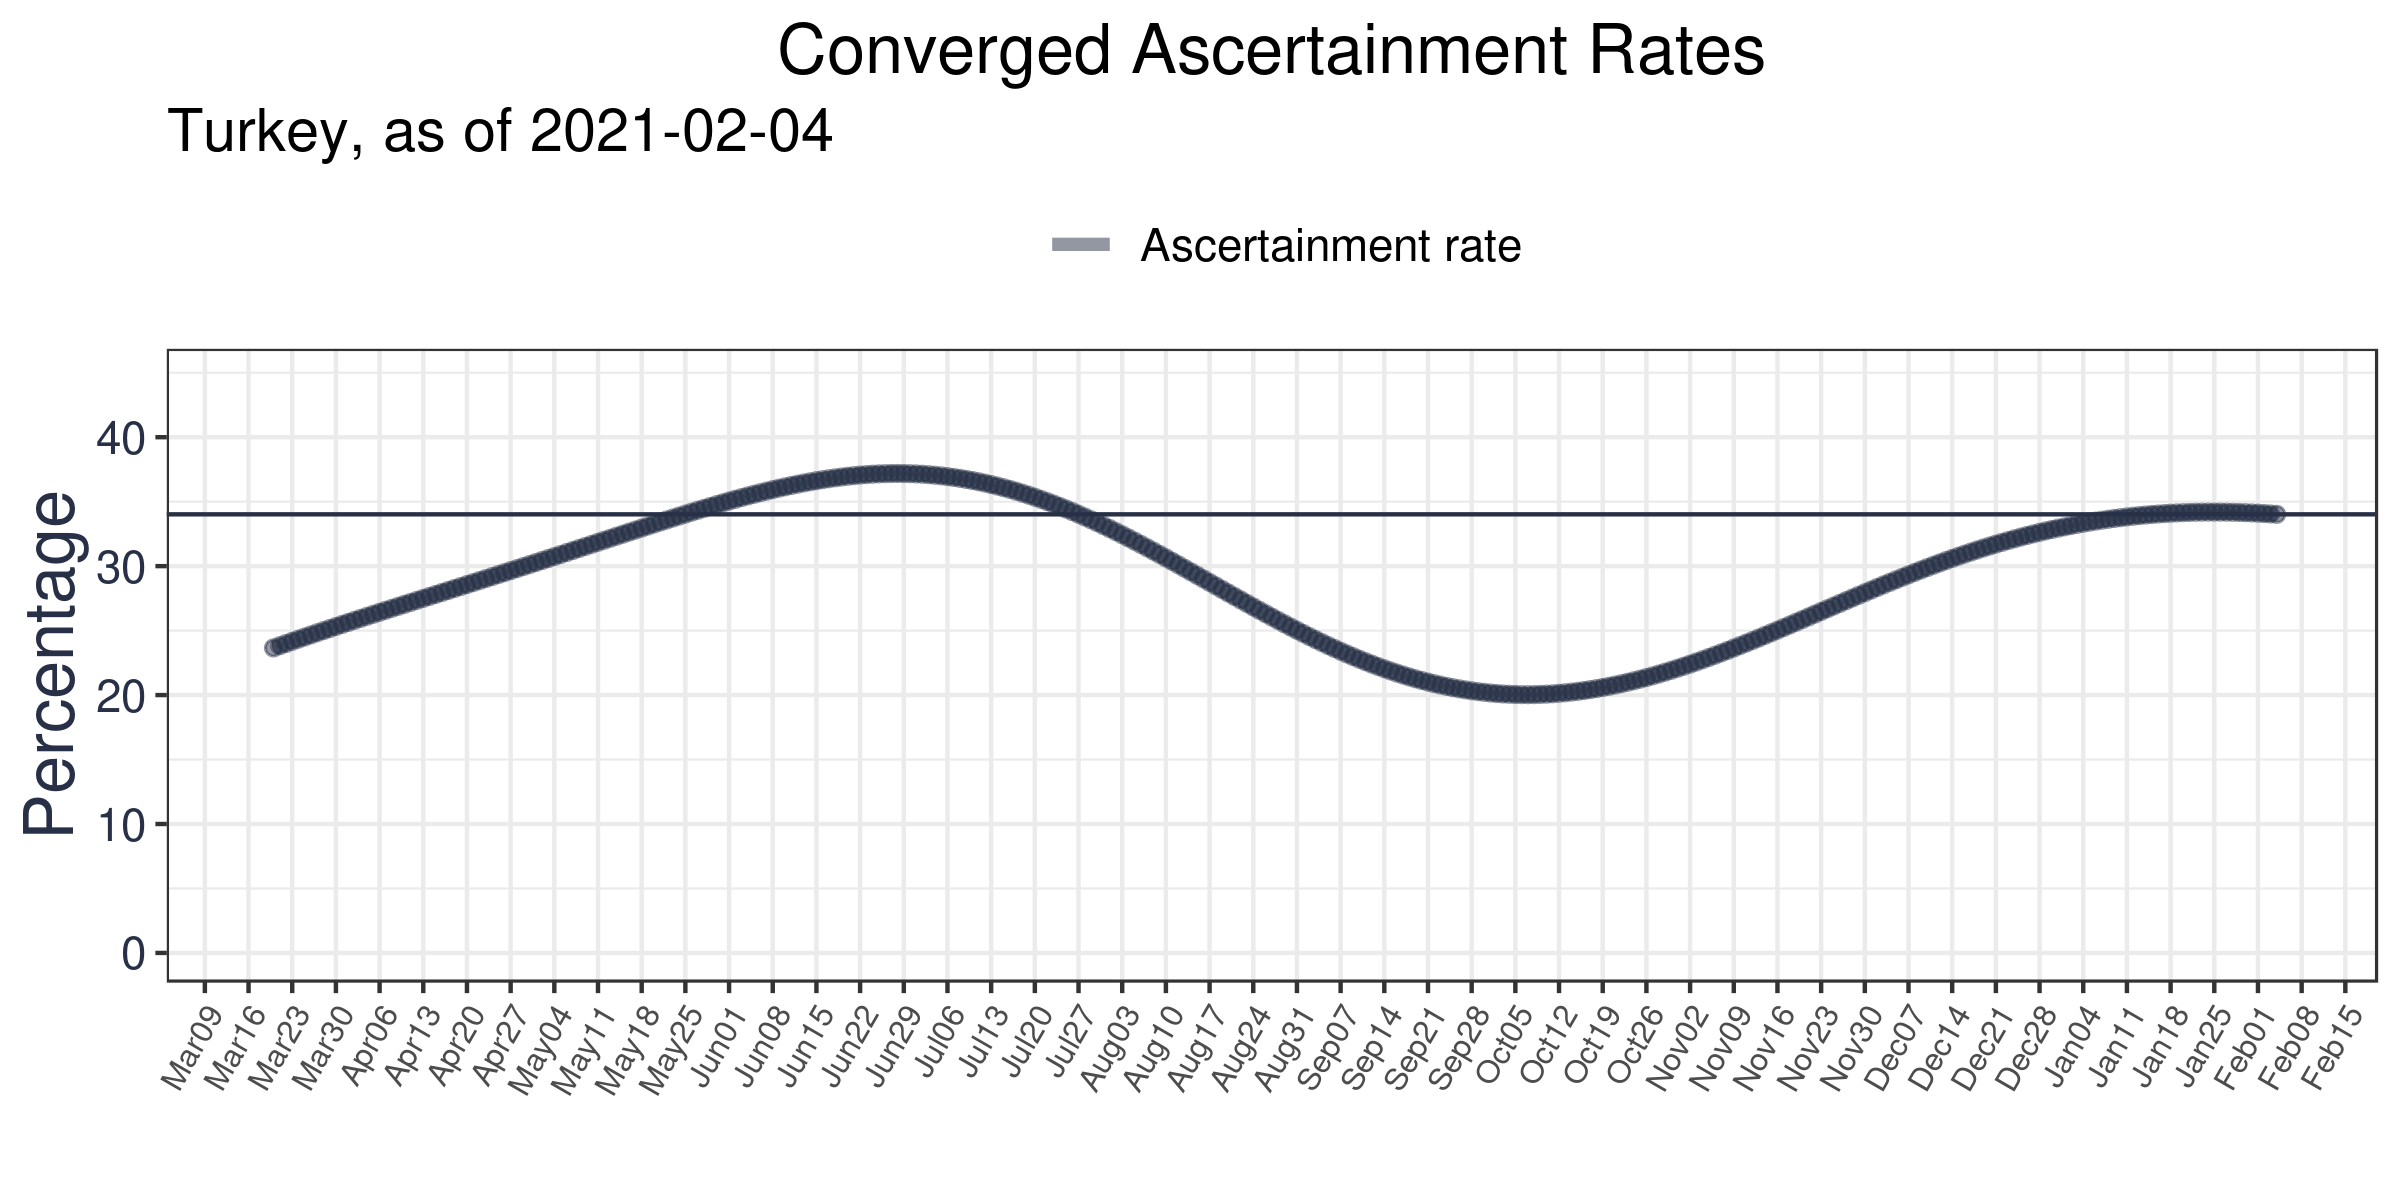 Converged Ascertainment Rates
Turkey, as of 2021-02-04
Ascertainment rate
Percentage
40
30
20
10
0
Mar09 Mar16 Mar23 Mar30 Apr06 Apr13 Apr20 Apr27 May04 May11 May18 May25 Jun01 Jun08 Jun15 Jun22 Jun29 Jul06 Jul13 Jul20 Jul27 Aug03 Aug10 Aug17 Aug24 Aug31 Sep07 Sep14 Sep21 Sep28 Oct05 Oct12 Oct19 Oct26 Nov02 Nov09 Nov16 Nov23 Nov30 Dec07 Dec14 Dec21 Dec28 Jan04 Jan11 Jan18 Jan25 Feb01 Feb08 Feb15